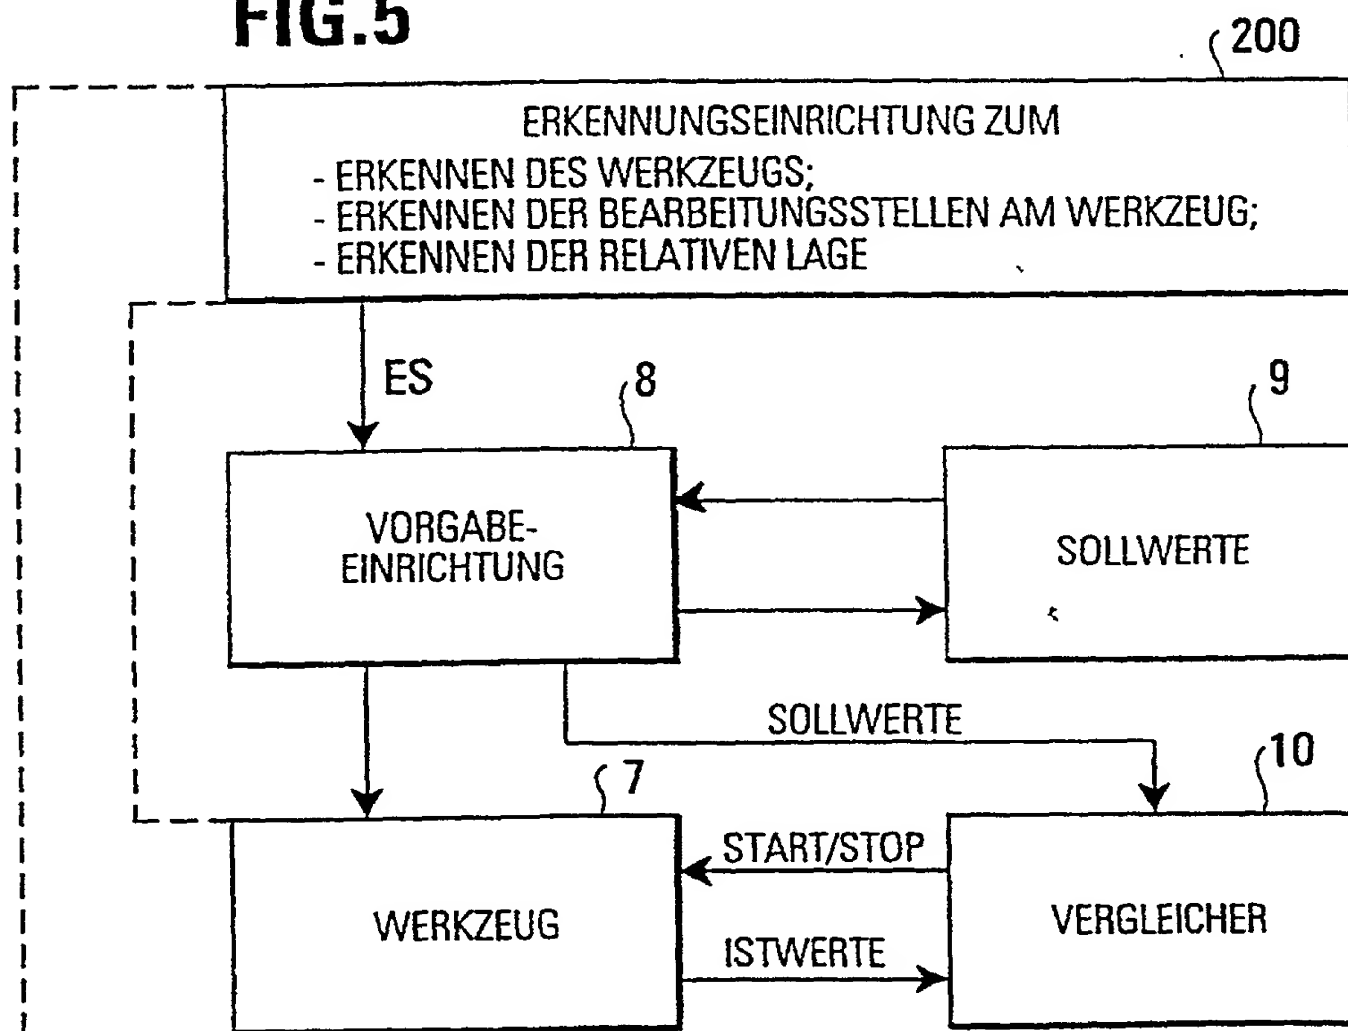 FIG.5
200
ERKENNUNGSEINRICHTUNG ZUM
- ERKENNEN DES WERKZEUGS;
- ERKENNEN DER BEARBEITUNGSSTELLEN AM WERKZEUG;
- ERKENNEN DER RELATIVEN LAGE
ES
8
9
VORGABE-
EINRICHTUNG
SOLLWERTE
SOLLWERTE
7
10
START/STOP
WERKZEUG
VERGLEICHER
ISTWERTE